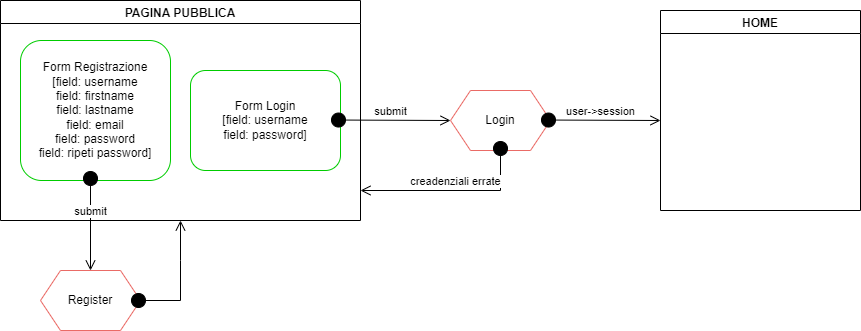 PAGINA PUBBLICA
HOME
Form Registrazione
[field: username
field: firstname
field: lastname
field: email
field: password
field: ripeti password]
Form Login
[field: username
field: password]
submit
Login
user->session
creadenziali errate
submit
Register